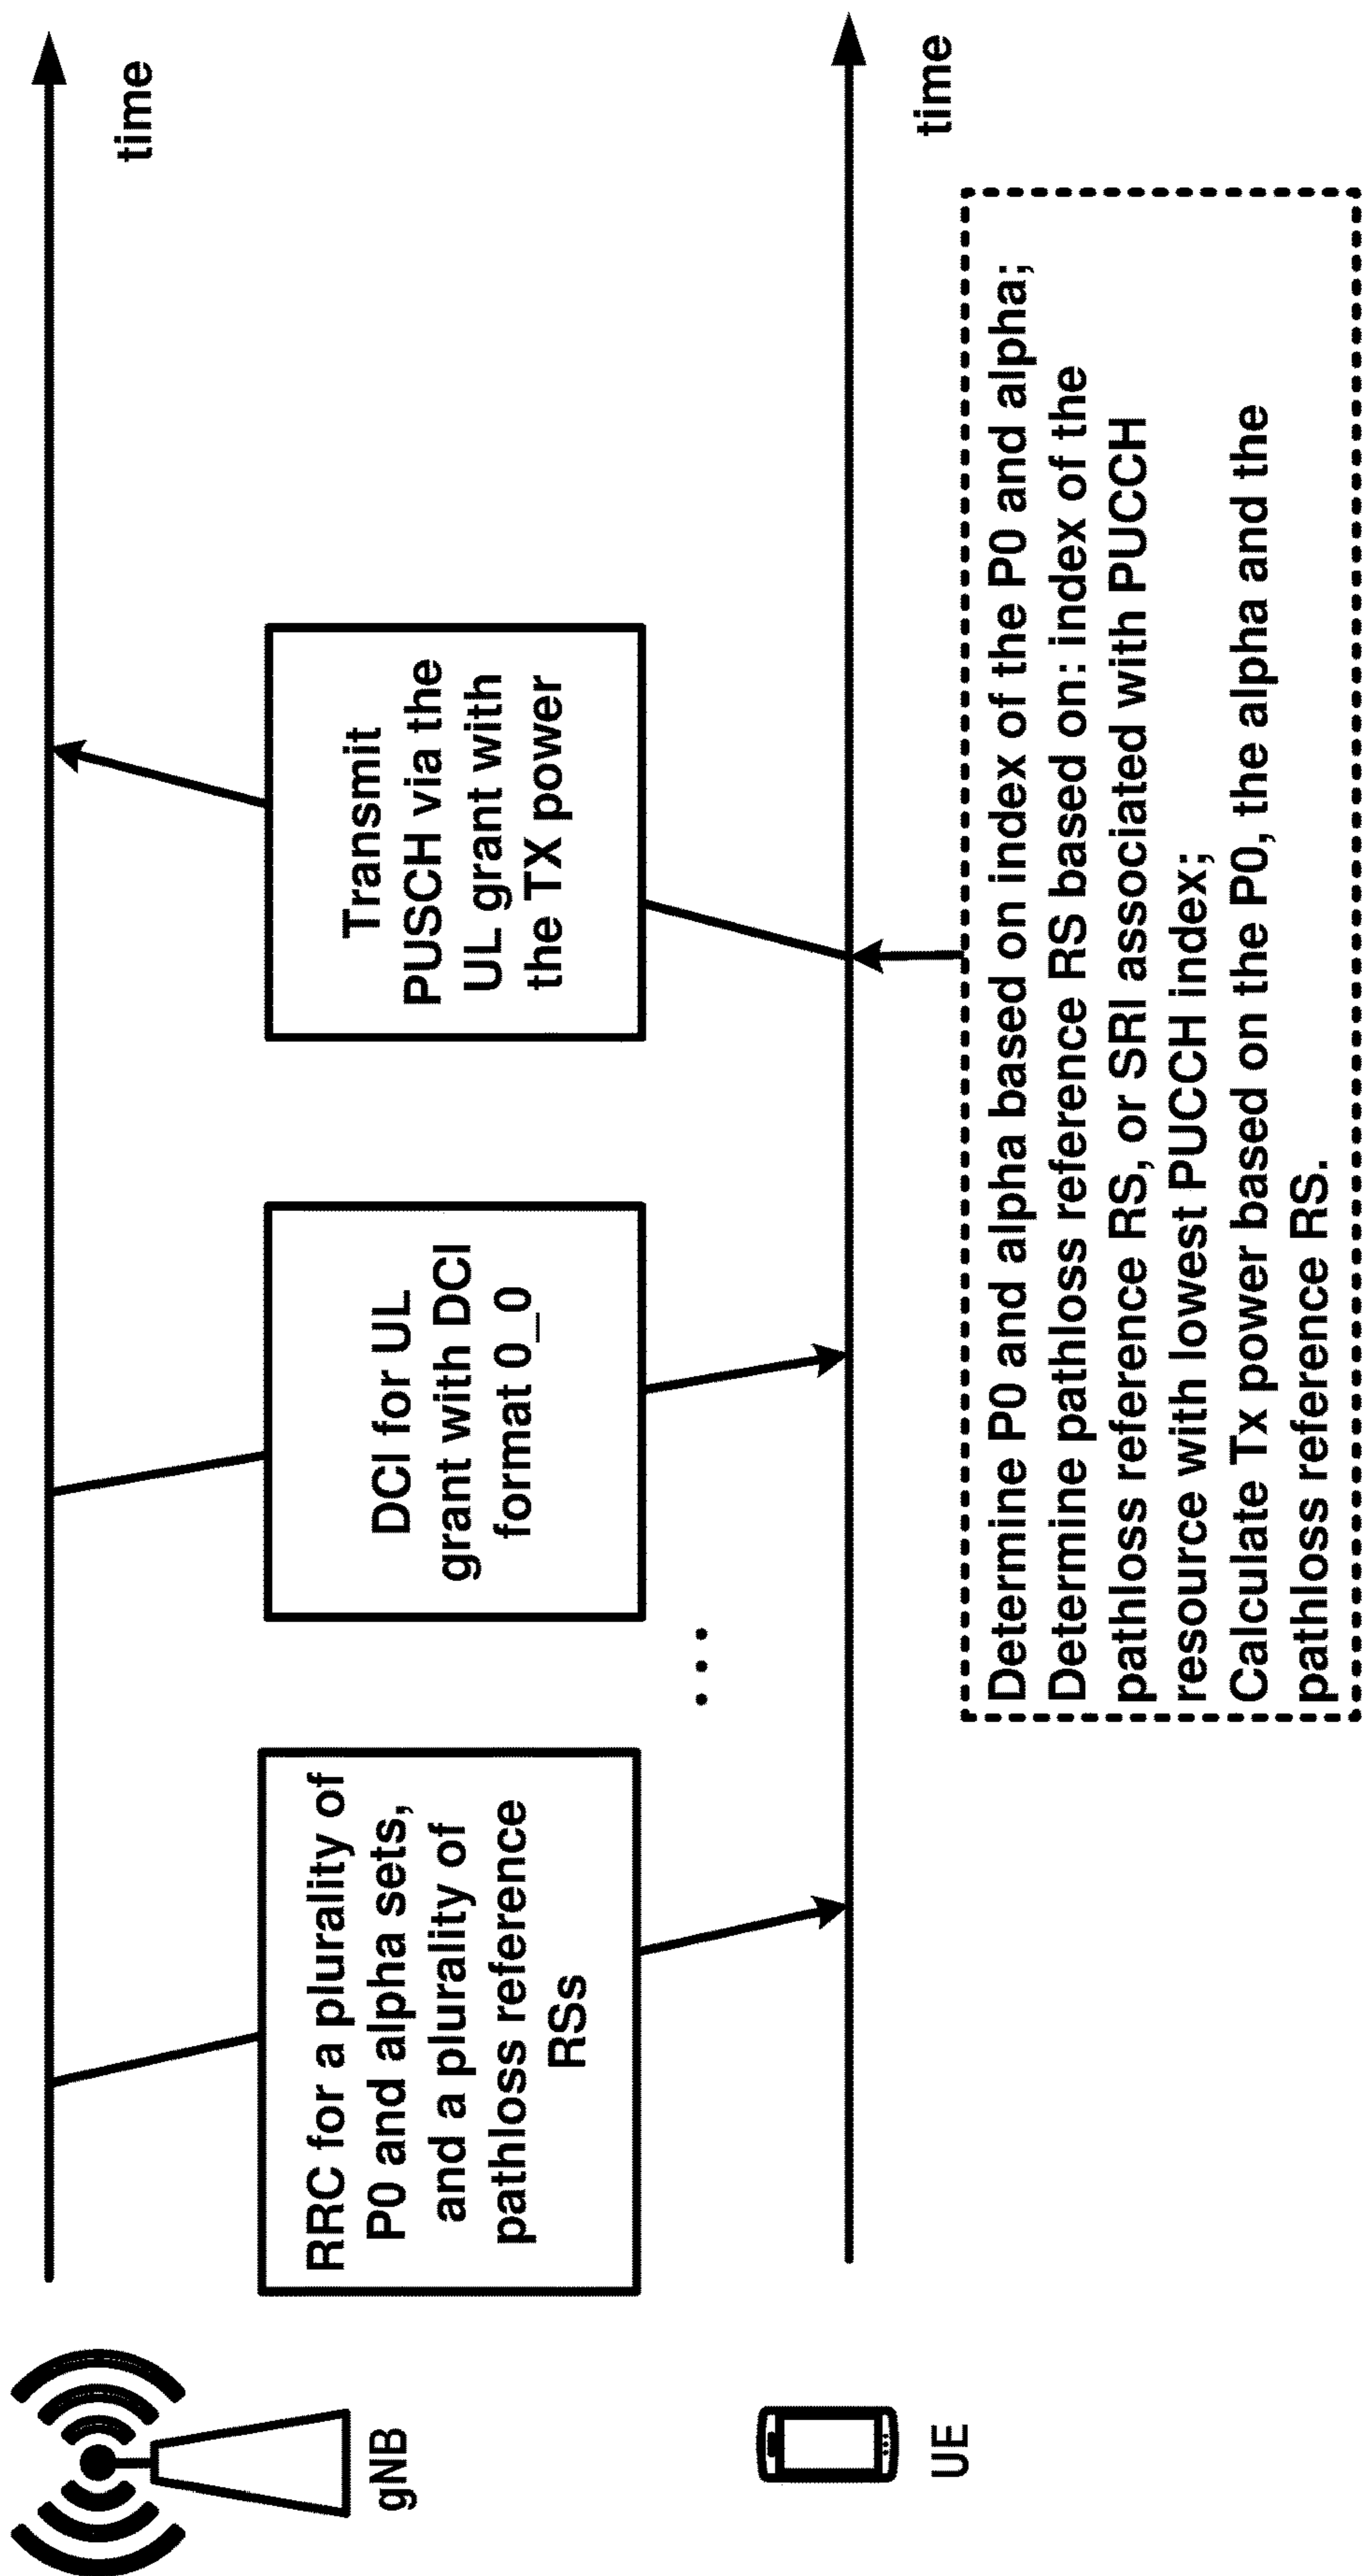 gNB
UE
time
time
RRC for a plurality of
P0 and alpha sets,
and a plurality of
pathloss reference
RSs
...
DCI for UL
grant with DCI
format 0_0
Transmit
PUSCH via the
UL grant with
the TX power
Determine P0 and alpha based on index of the P0 and alpha;
Determine pathloss reference RS based on: index of the
pathloss reference RS, or SRI associated with PUCCH
resource with lowest PUCCH index;
Calculate Tx power based on the P0, the alpha and the
pathloss reference RS.